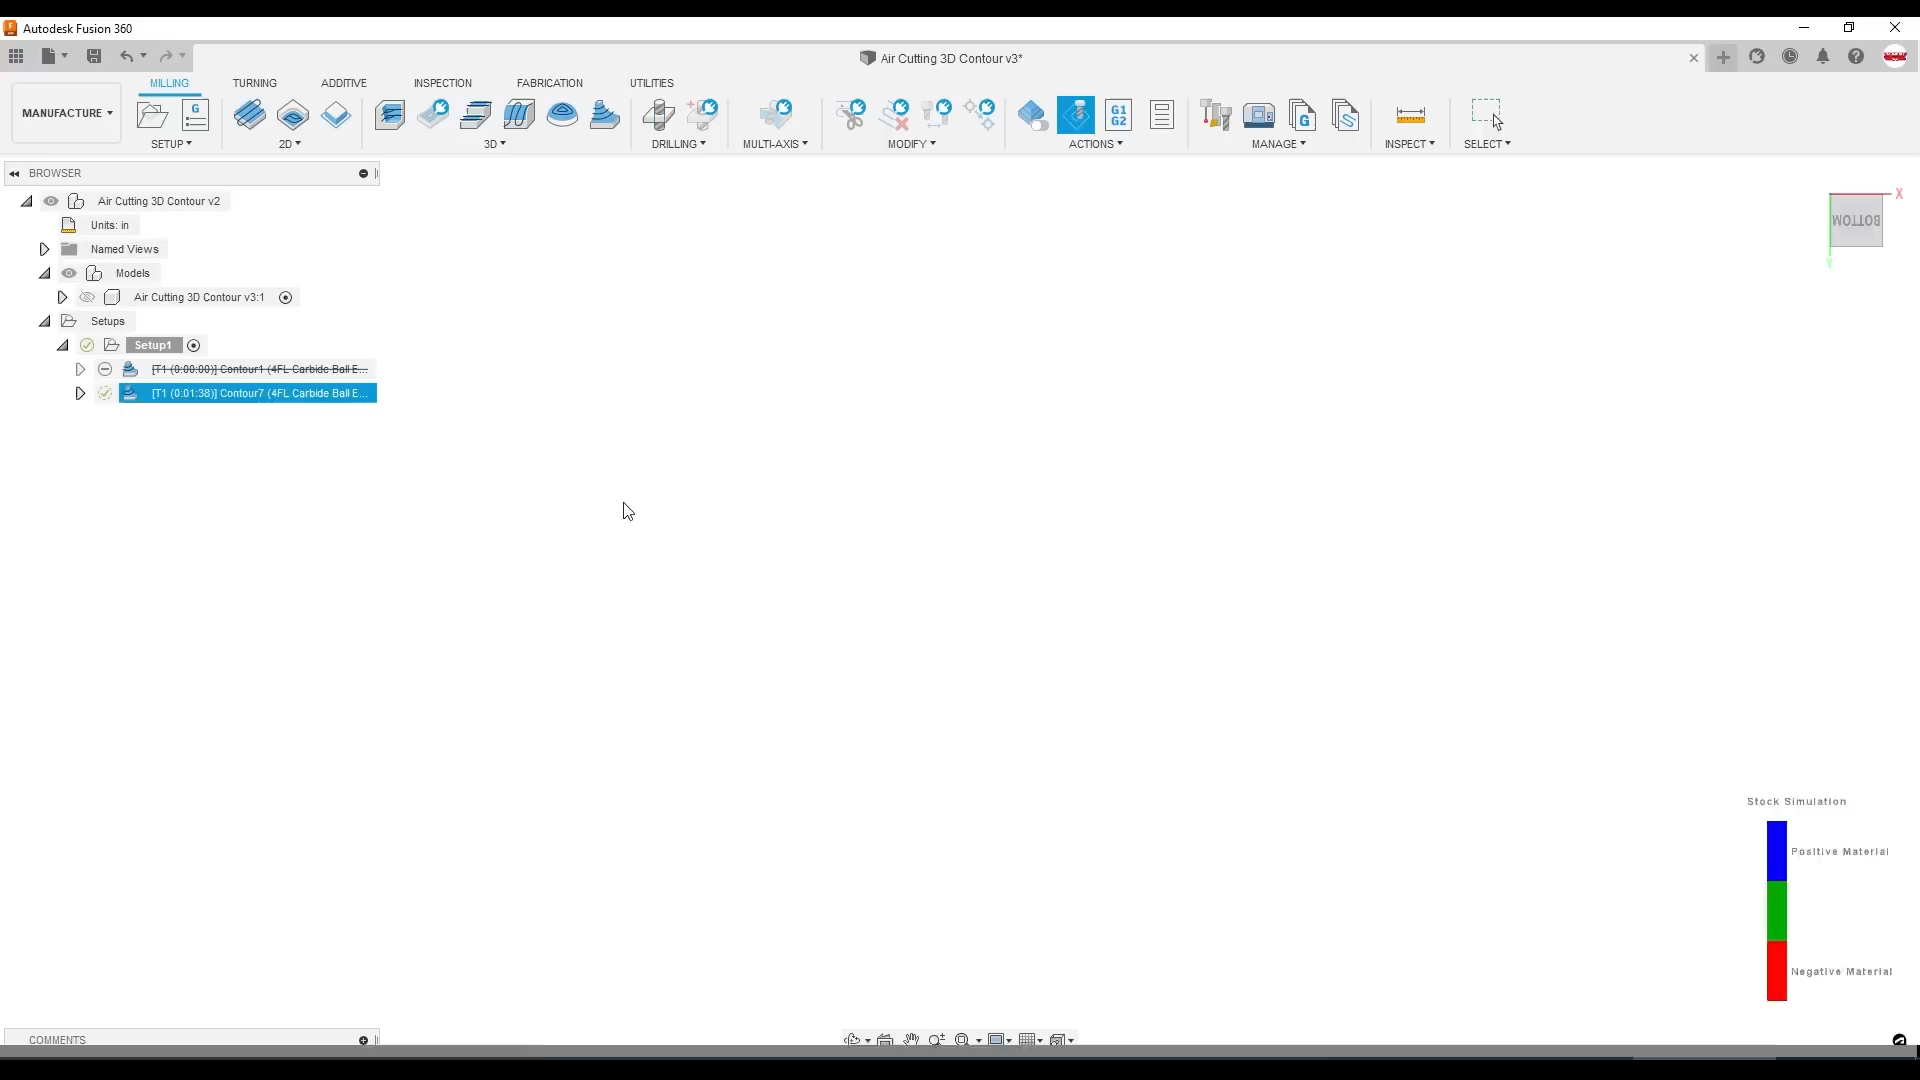 Autodesk Fusion 360
Air Cutting 3D Contour v3*
MILLING TURNING ADDITIVE INSPECTION FABRICATION UTILITIES
MANUFACTURE
G
G1
G2
G
SETUP 2D 3D DRILLING MULTI-AXIS MODIFY ACTIONS MANAGE INSPECT SELECT
BROWSER
Air Cutting 3D Contour v2
Units: in
Named Views
Models
Air Cutting 3D Contour v3:1
Setups
Setup1
[T1 (0:00:00)] Contour1 (4FL Carbide Ball E...
[T1 (0:01:38)] Contour7 (4FL Carbide Ball E...
X
BOTTOM
Y
Stock Simulation
Positive Material
Negative Material
COMMENTS